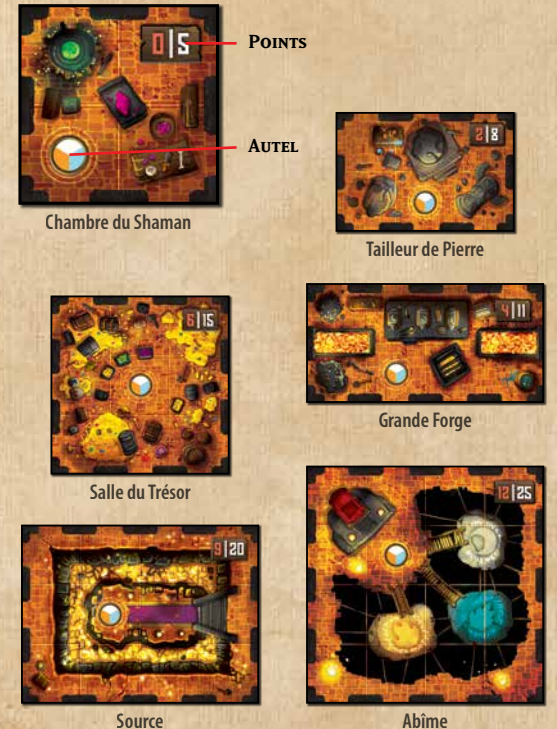 0|5
POINTS
AUTEL
Chambre du Shaman
2|8
Tailleur de Pierre
6|15
Salle du Trésor
4|11
Grande Forge
9|20
Source
12|25
Abîme